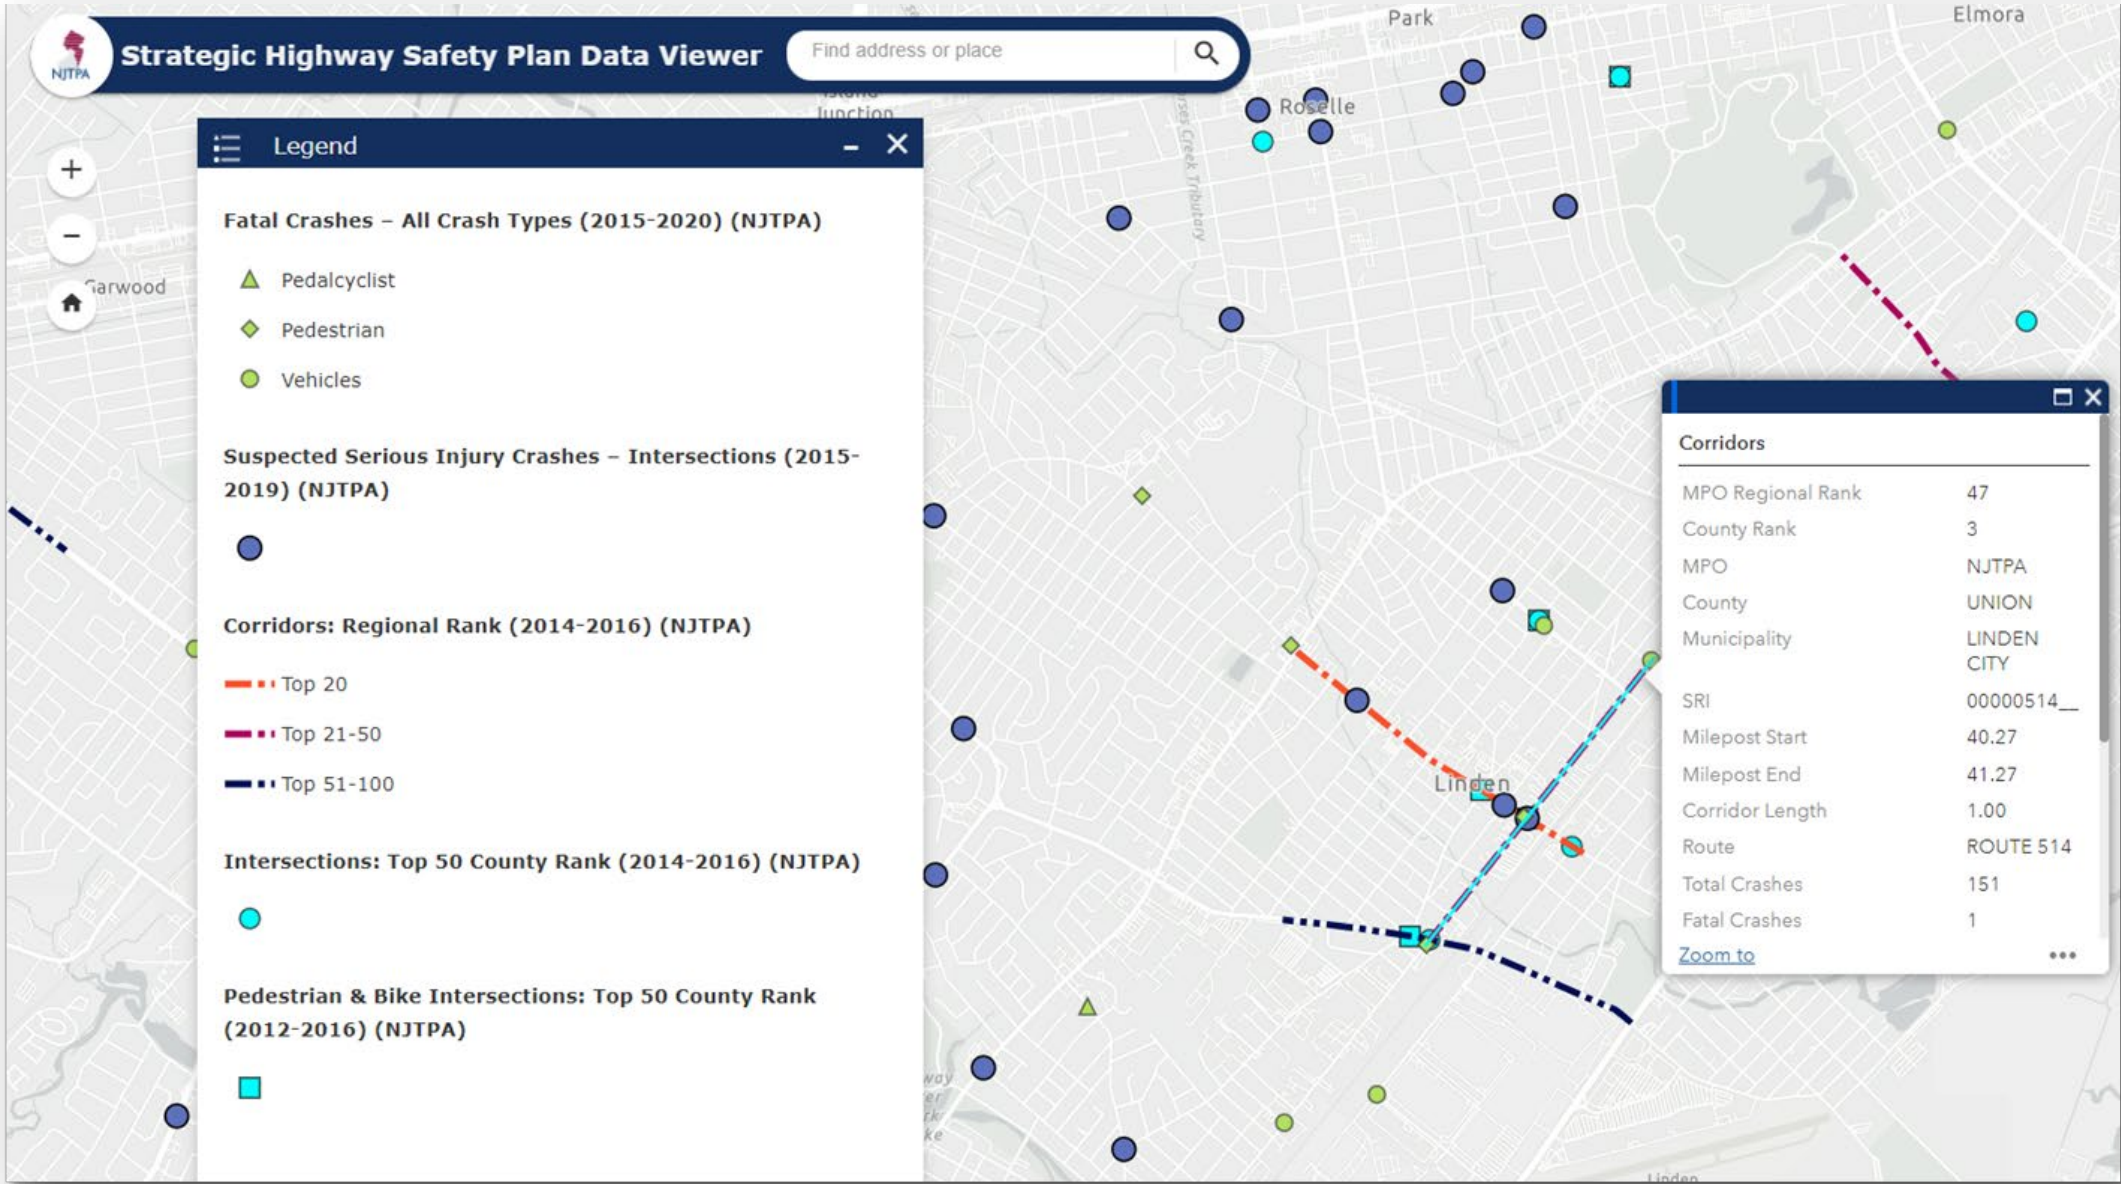 NJTPA
Strategic Highway Safety Plan Data Viewer
Find address or place
Park
Elmora
Junction
Roselle
Creek Tributary
Garwood
Legend
Fatal Crashes – All Crash Types (2015-2020) (NJTPA)
Pedalcyclist
Pedestrian
Vehicles
Suspected Serious Injury Crashes – Intersections (2015-
2019) (NJTPA)
Corridors: Regional Rank (2014-2016) (NJTPA)
Top 20
Top 21-50
Top 51-100
Intersections: Top 50 County Rank (2014-2016) (NJTPA)
Pedestrian & Bike Intersections: Top 50 County Rank
(2012-2016) (NJTPA)
Linden
Corridors
MPO Regional Rank 47
County Rank 3
MPO NJTPA
County UNION
Municipality LINDEN
CITY
SRI 00000514__
Milepost Start 40.27
Milepost End 41.27
Corridor Length 1.00
Route ROUTE 514
Total Crashes 151
Fatal Crashes 1
Zoom to
Linden